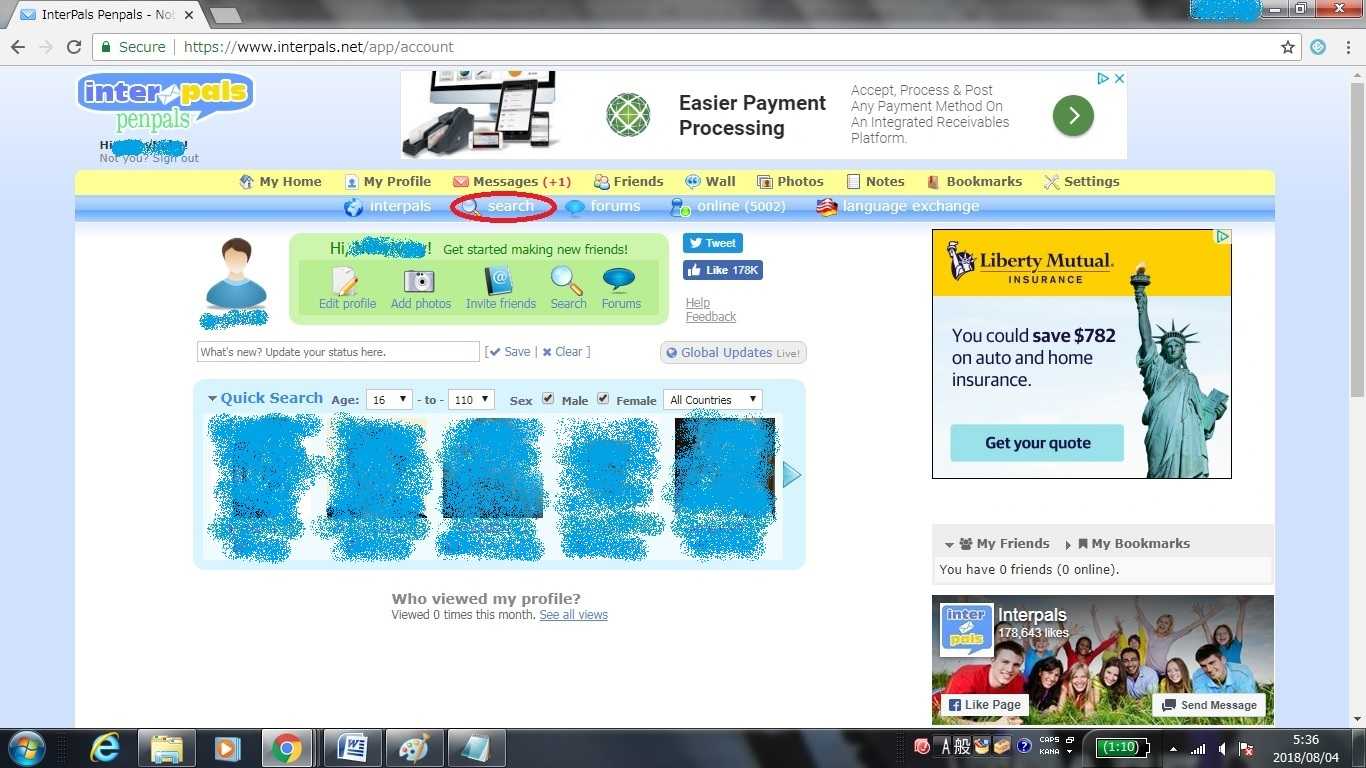 InterPals Penpals - No
Secure | https://www.interpals.net/app/account
inter pals
penpals
Hi
Not you? Sign out
Easier Payment
Processing
Accept, Process & Post
Any Payment Method On
An Integrated Receivables
Platform.
My Home My Profile Messages (+1) Friends Wall Photos Notes Bookmarks Settings
interpals search forums online (5002) language exchange
Hi, ! Get started making new friends!
Edit profile Add photos Invite friends Search Forums
Tweet
Like 178K
Help
Feedback
What's new? Update your status here. [ Save | Clear ]
Global Updates Live!
Quick Search Age: 16 - to - 110 Sex Male Female All Countries
Who viewed my profile?
Viewed 0 times this month. See all views
Liberty Mutual.
INSURANCE
You could save $782
on auto and home
insurance.
Get your quote
My Friends My Bookmarks
You have 0 friends (0 online).
inter pals
Interpals
178,643 likes
Like Page Send Message
A 般 CAPS KANA (1:10)
5:36
2018/08/04